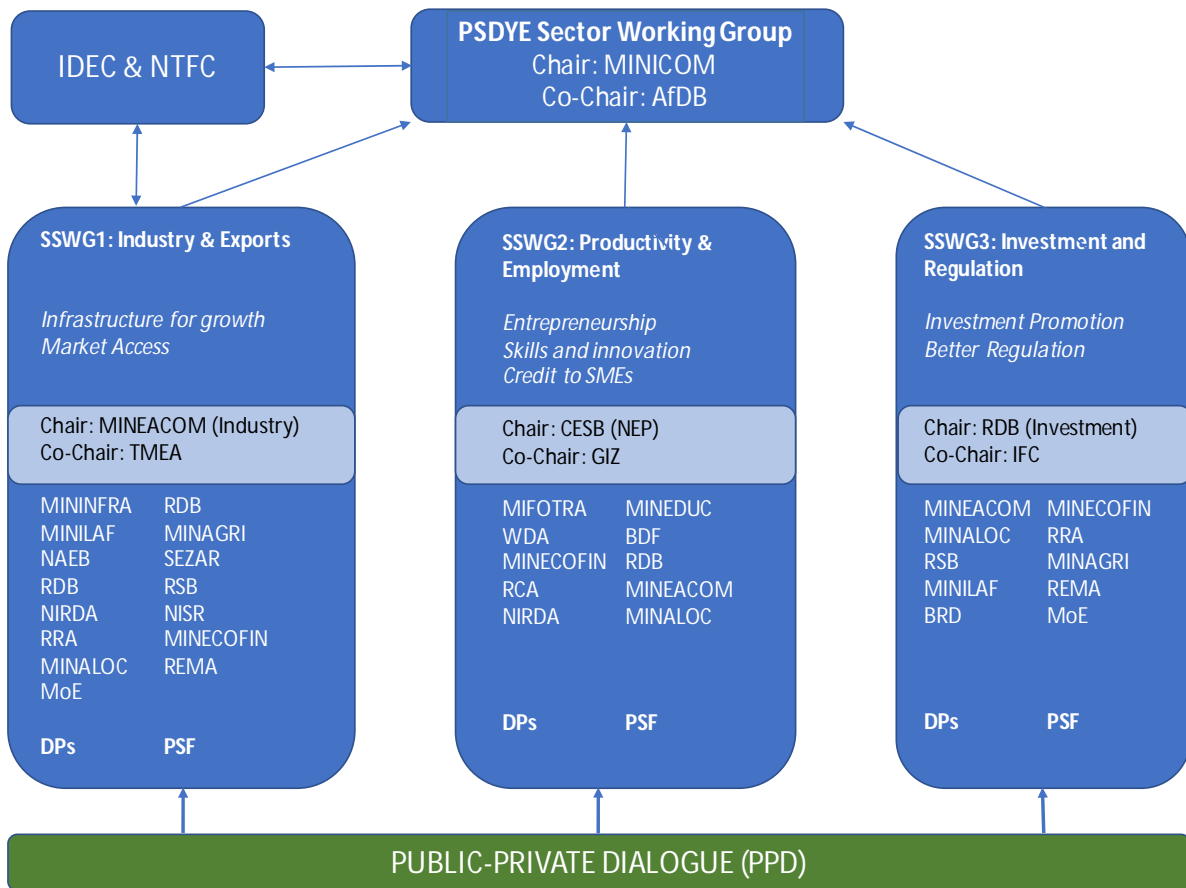 IDEC & NTFC
PSDYE Sector Working Group
Chair: MINICOM
Co-Chair: AfDB
SSWG1: Industry & Exports
Infrastructure for growth
Market Access
Chair: MINEACOM (Industry)
Co-Chair: TMEA
MININFRA RDB
MINILAF MINAGRI
NAEB SEZAR
RDB RSB
NIRDA NISR
RRA MINECOFIN
MINALOC REMA
MoE
DPs PSF
SSWG2: Productivity &
Employment
Entrepreneurship
Skills and innovation
Credit to SMEs
Chair: CESB (NEP)
Co-Chair: GIZ
MIFOTRA MINEDUC
WDA BDF
MINECOFIN RDB
RCA MINEACOM
NIRDA MINALOC
DPs PSF
SSWG3: Investment and
Regulation
Investment Promotion
Better Regulation
Chair: RDB (Investment)
Co-Chair: IFC
MINEACOM MINECOFIN
MINALOC RRA
RSB MINAGRI
MINILAF REMA
BRD MoE
DPs PSF
PUBLIC-PRIVATE DIALOGUE (PPD)